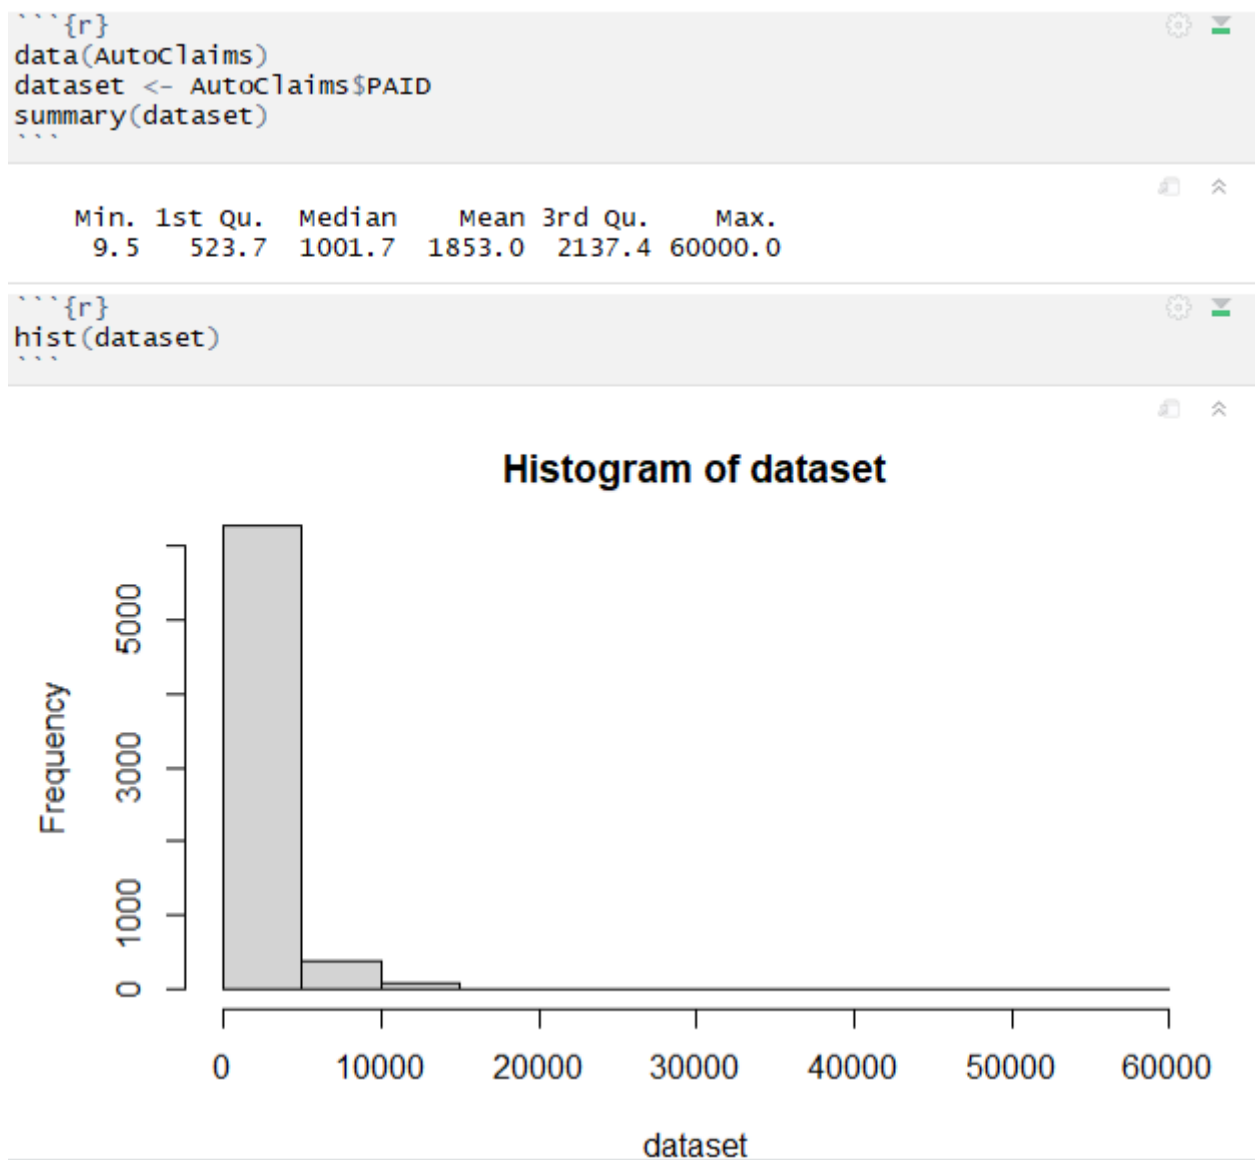 ```{r}
data(AutoClaims)
dataset <- AutoClaims$PAID
summary(dataset)
```
Min. 1st Qu. Median Mean 3rd Qu. Max.
9.5 523.7 1001.7 1853.0 2137.4 60000.0
```{r}
hist(dataset)
```
Histogram of dataset
Frequency
5000
3000
1000
0
0 10000 20000 30000 40000 50000 60000
dataset